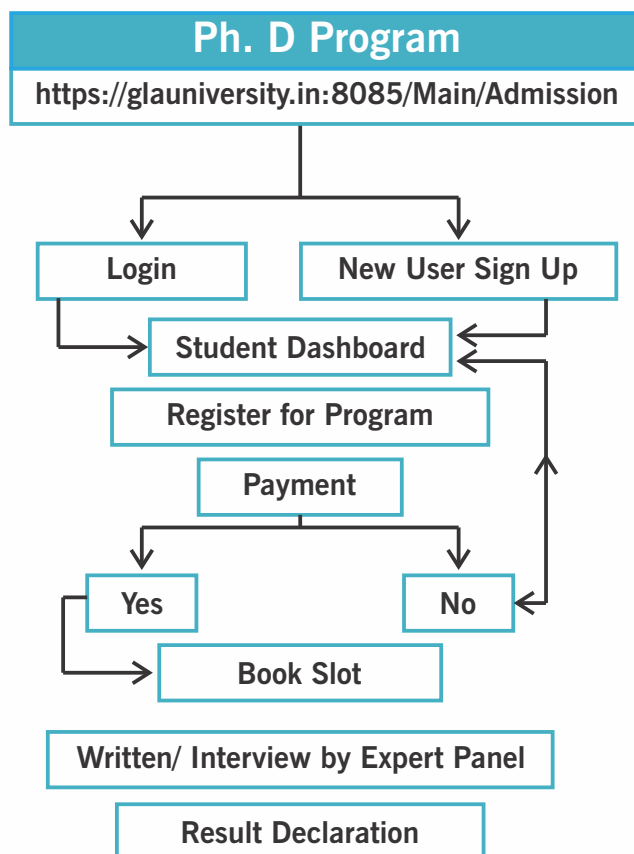 Ph. D Program
https://glauniversity.in:8085/Main/Admission
Login
New User Sign Up
Student Dashboard
Register for Program
Payment
Yes
No
Book Slot
Written/ Interview by Expert Panel
Result Declaration